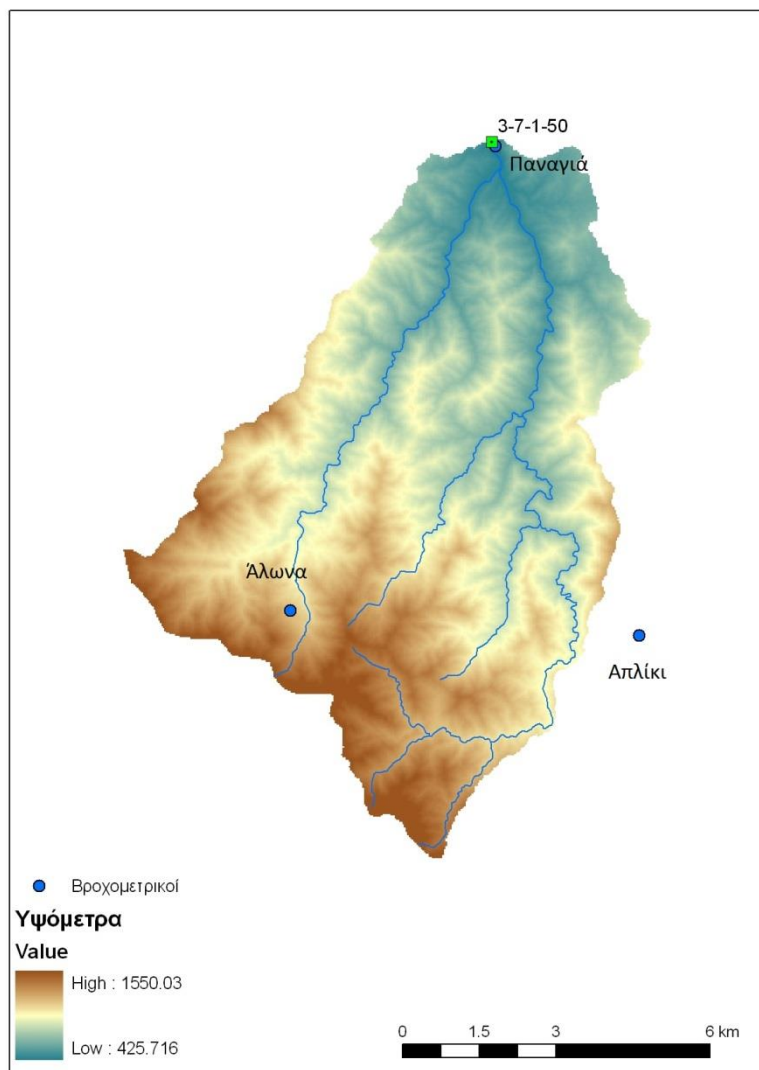 3-7-1-50
Παναγιά
Άλωνα
Απλίκι
Βροχομετρικοί
Υψόμετρα
Value
High : 1550.03
Low : 425.716
0 1.5 3 6 km